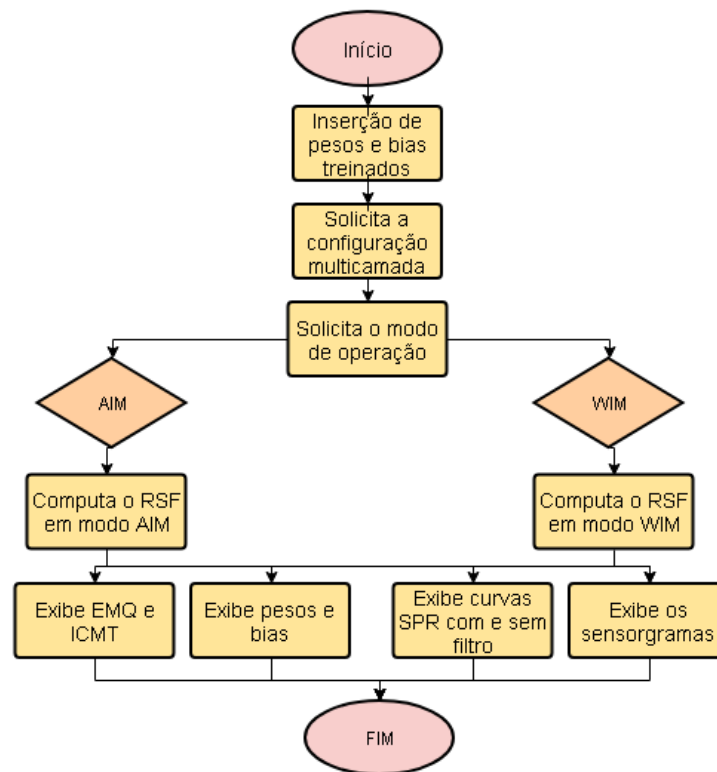 Início
Inserção de
pesos e bias
treinados
Solicita a
configuração
multicamada
Solicita o modo
de operação
AIM
WIM
Computa o RSF
em modo AIM
Computa o RSF
em modo WIM
Exibe EMQ e
ICMT
Exibe pesos e
bias
Exibe curvas
SPR com e sem
filtro
Exibe os
sensorgramas
FIM